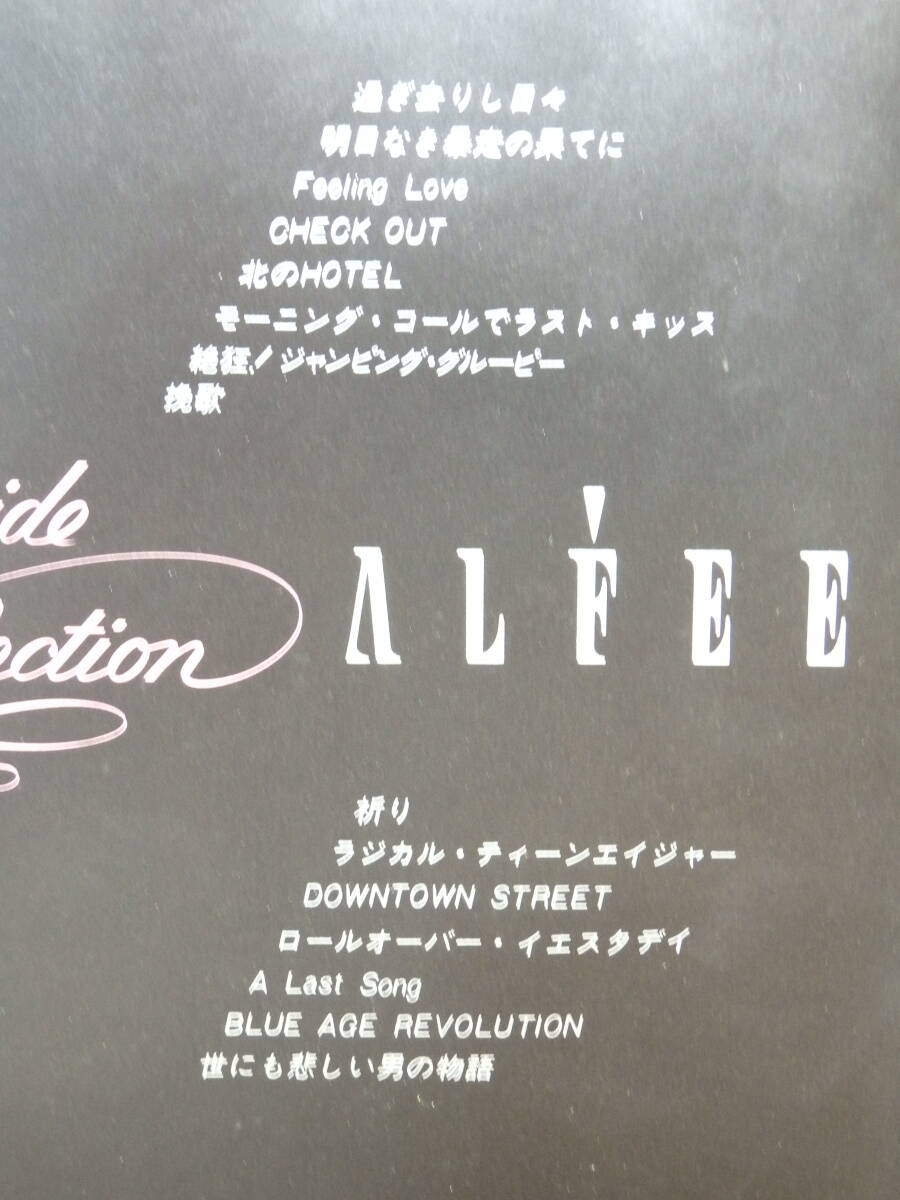 過ぎ去りし日々
明日なき暴走の果てに
Feeling Love
CHECK OUT
北のHOTEL
モーニング・コールでラスト・キッス
絶狂!ジャンピング・グルーピー
挽歌
ide
ection
ALFEE
祈り
ラジカル・ティーンエイジャー
DOWNTOWN STREET
ロールオーバー・イエスタデイ
A Last Song
BLUE AGE REVOLUTION
世にも悲しい男の物語